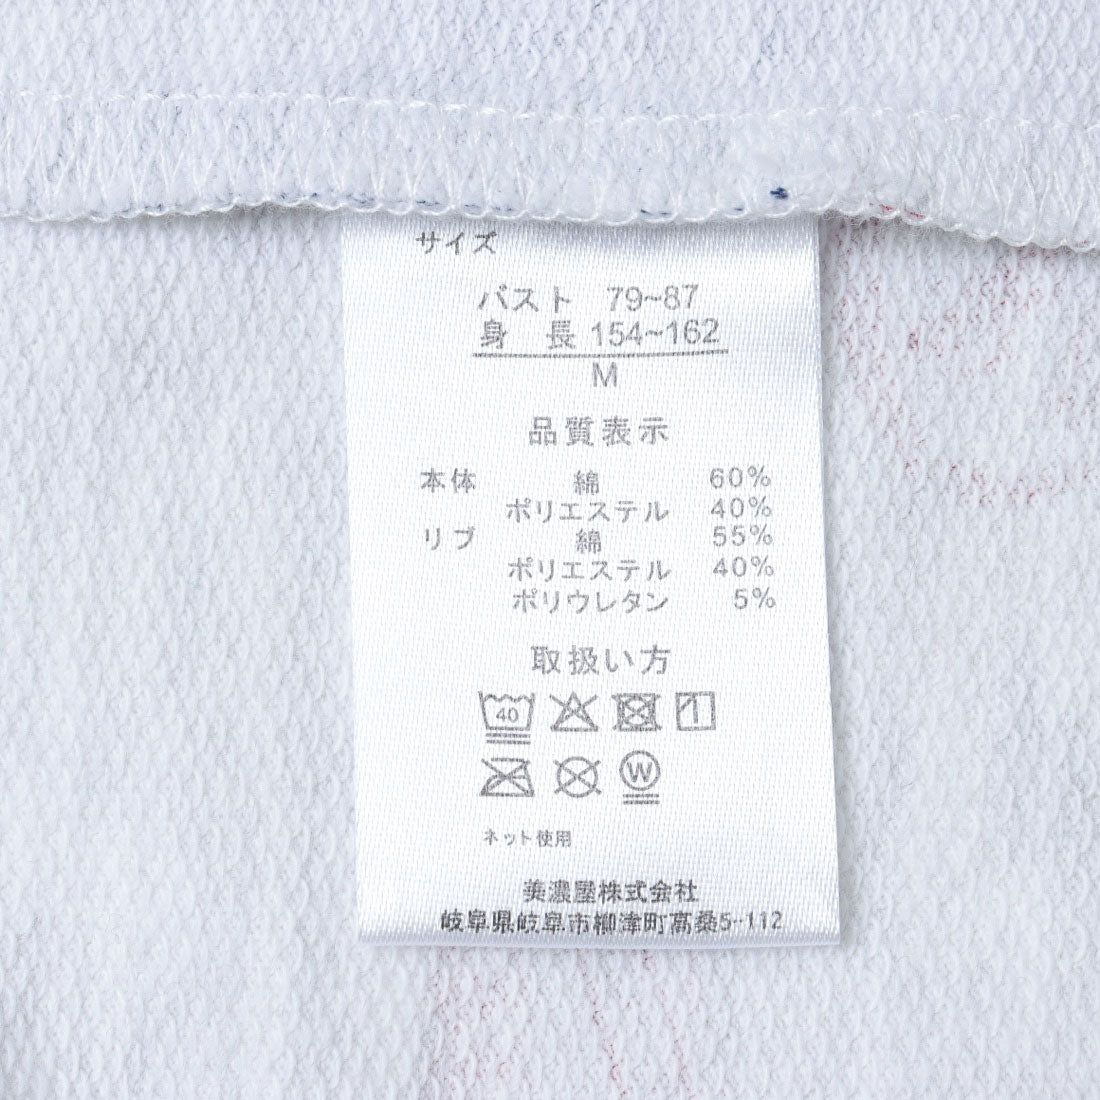 サイズ
バスト 79~87
身 長 154~162
M
品質表示
本体 綿 60%
ポリエステル 40%
リブ 綿 55%
ポリエステル 40%
ポリウレタン 5%
取扱い方
40
W
ネット使用
美濃屋株式会社
岐阜県岐阜市柳津町高桑5-112